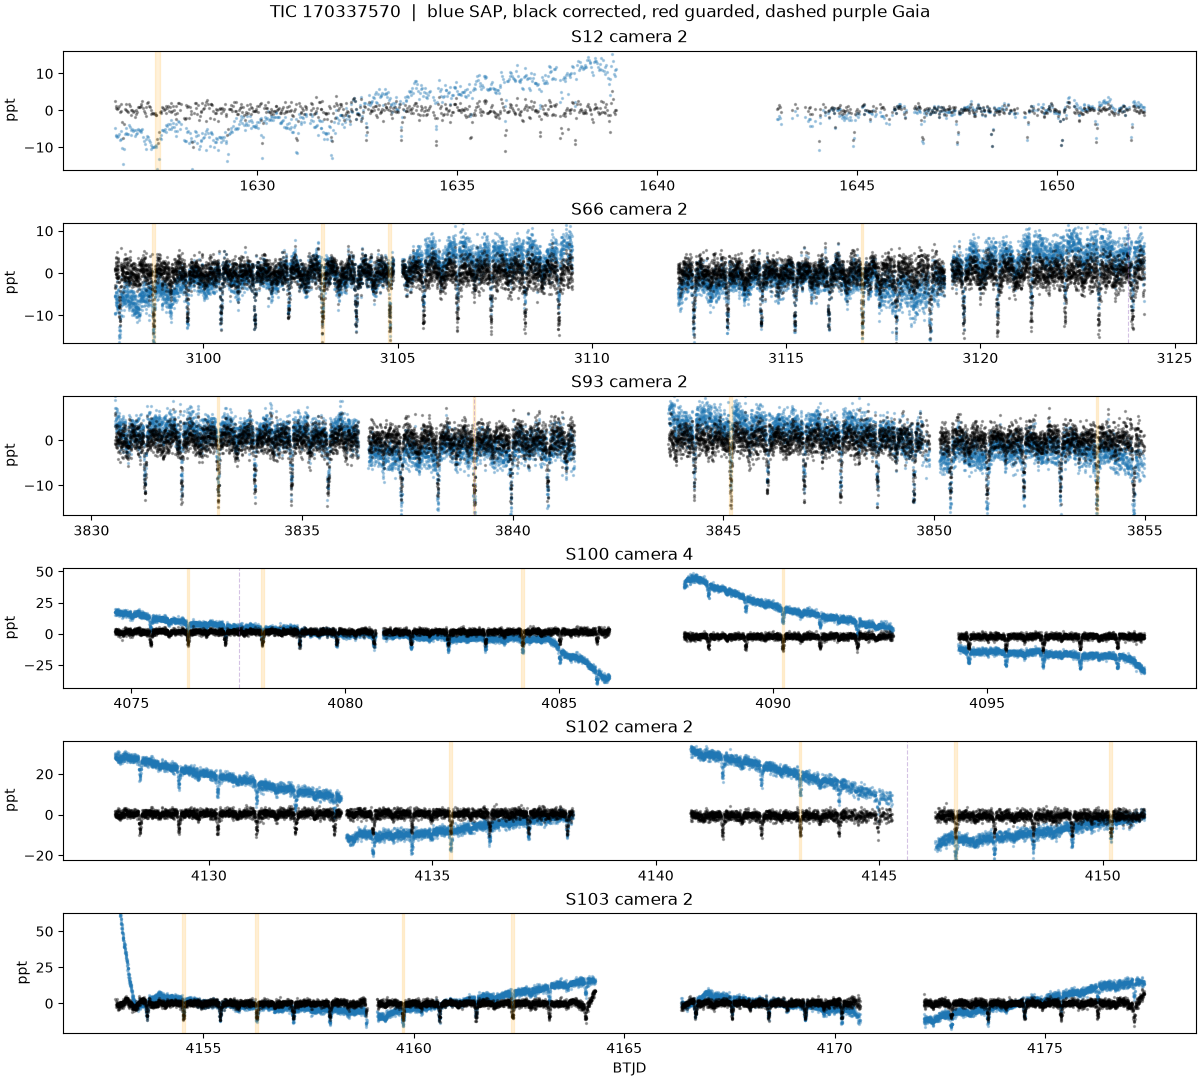 TIC 170337570 | blue SAP, black corrected, red guarded, dashed purple Gaia
S12 camera 2
10
0
−10
ppt
1630 1635 1640 1645 1650
S66 camera 2
10
0
−10
ppt
3100 3105 3110 3115 3120 3125
S93 camera 2
0
−10
ppt
3830 3835 3840 3845 3850 3855
S100 camera 4
50
25
0
−25
ppt
4075 4080 4085 4090 4095
S102 camera 2
20
0
−20
ppt
4130 4135 4140 4145 4150
S103 camera 2
50
25
0
ppt
4155 4160 4165 4170 4175
BTJD